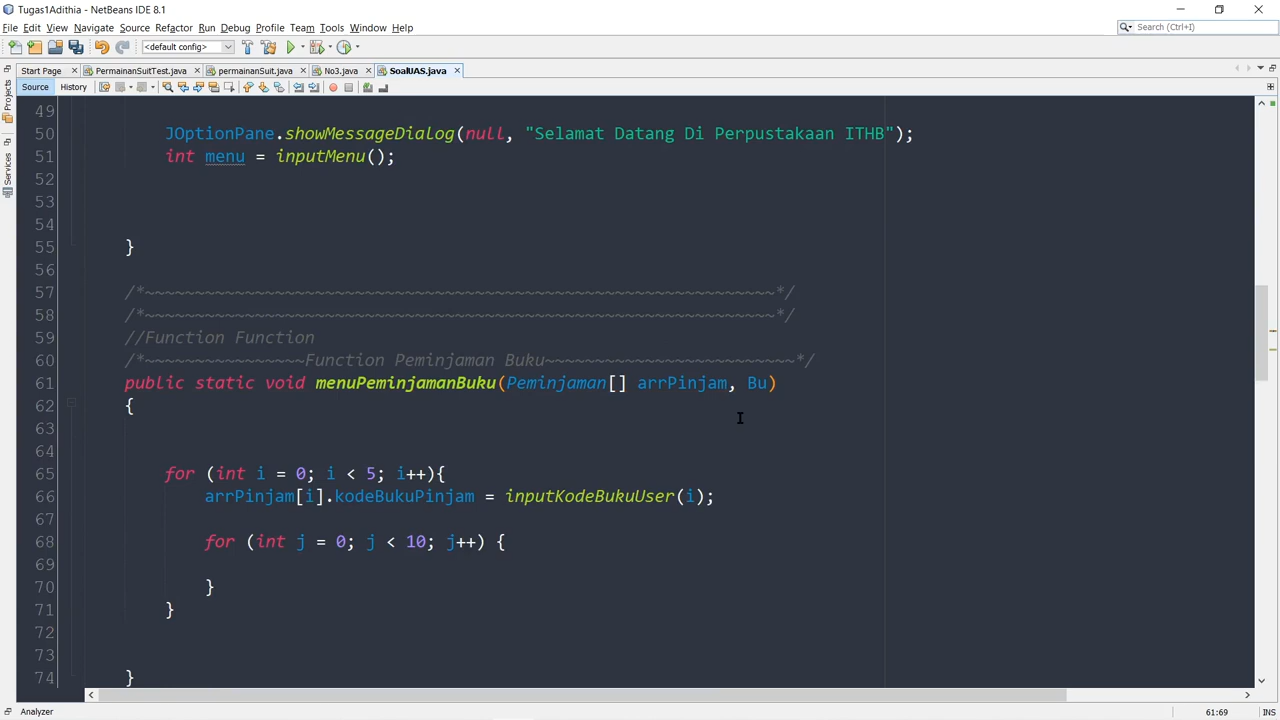 Tugas1Adithia - NetBeans IDE 8.1
File Edit View Navigate Source Refactor Run Debug Profile Team Tools Window Help
Search (Ctrl+I)
<default config>
Start Page PermainanSuitTest.java permainanSuit.java No3.java SoalUAS.java
Source History
Projects
Services
49
50 JOptionPane.showMessageDialog(null, "Selamat Datang Di Perpustakaan ITHB");
51 int menu = inputMenu();
52
53
54
55 }
56
57 /*~~~~~~~~~~~~~~~~~~~~~~~~~~~~~~~~~~~~~~~~~~~~~~~~~~~~~~~~~~~~~~~*/
58 /*~~~~~~~~~~~~~~~~~~~~~~~~~~~~~~~~~~~~~~~~~~~~~~~~~~~~~~~~~~~~~~~*/
59 //Function Function
60 /*~~~~~~~~~~~~~~~~Function Peminjaman Buku~~~~~~~~~~~~~~~~~~~~~~~~~*/
61 public static void menuPeminjamanBuku(Peminjaman[] arrPinjam, Bu)
62 {
63
64
65 for (int i = 0; i < 5; i++){
66 arrPinjam[i].kodeBukuPinjam = inputKodeBukuUser(i);
67
68 for (int j = 0; j < 10; j++) {
69
70 }
71 }
72
73
74 }
Analyzer
61:69 INS